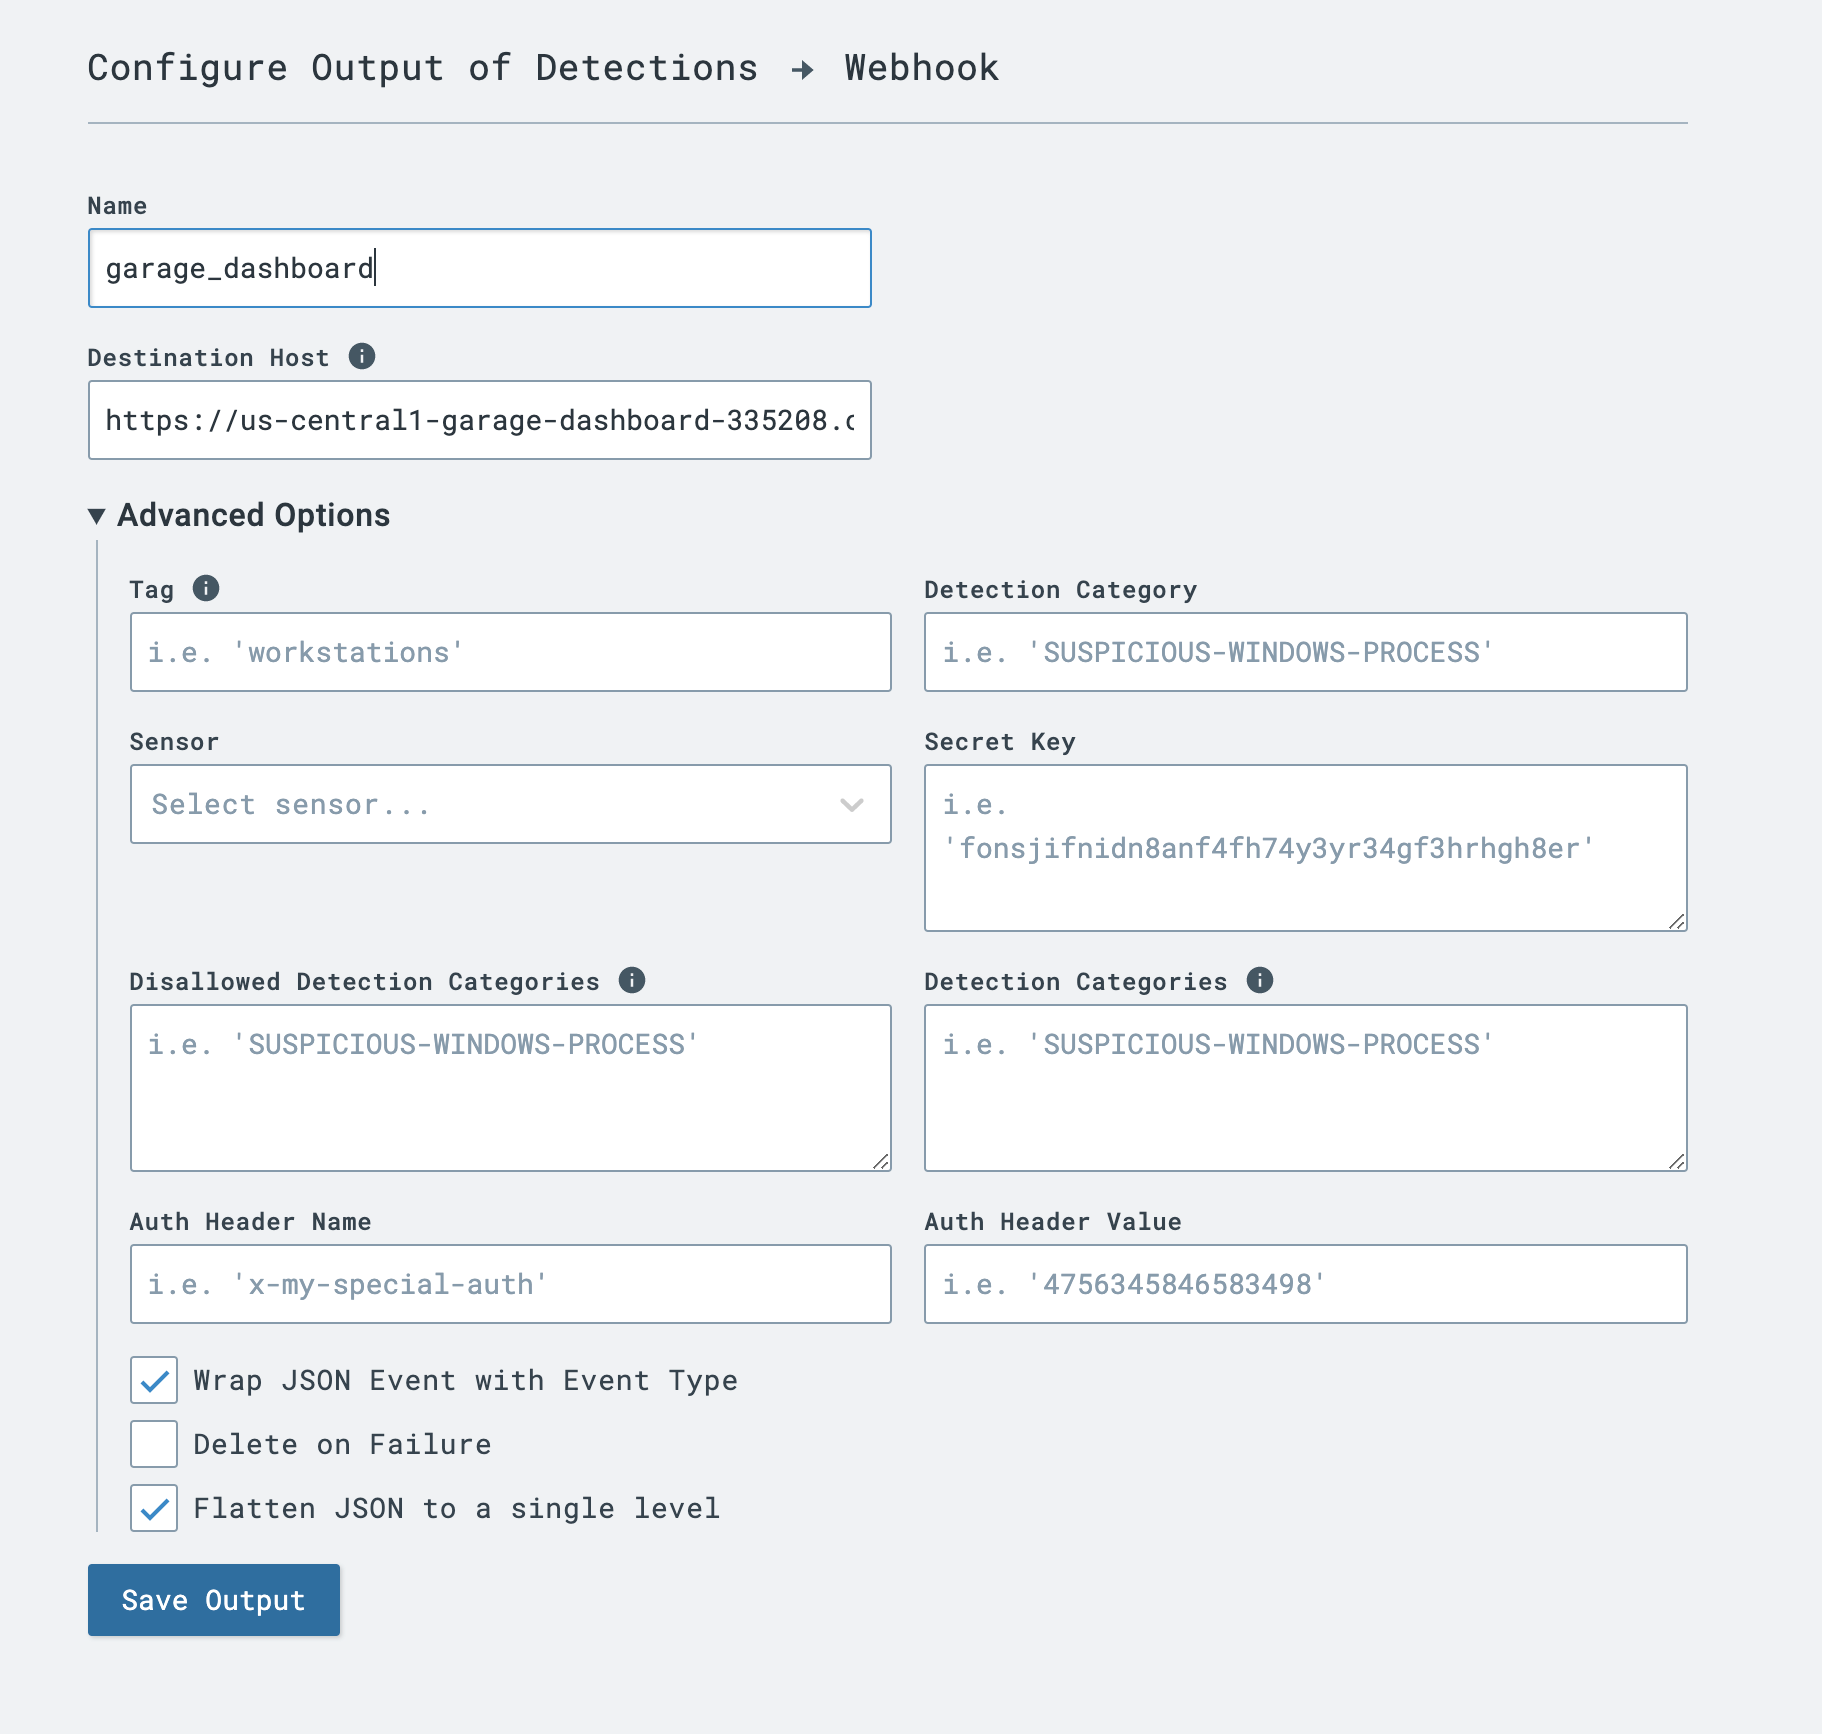 Configure Output of Detections → Webhook
Name
garage_dashboard
Destination Host
https://us-central1-garage-dashboard-335208.c
Advanced Options
Tag
Detection Category
i.e. 'workstations'
i.e. 'SUSPICIOUS-WINDOWS-PROCESS'
Sensor
Secret Key
Select sensor...
i.e.
'fonsjifnidn8anf4fh74y3yr34gf3hrhgh8er'
Disallowed Detection Categories
Detection Categories
i.e. 'SUSPICIOUS-WINDOWS-PROCESS'
i.e. 'SUSPICIOUS-WINDOWS-PROCESS'
Auth Header Name
Auth Header Value
i.e. 'x-my-special-auth'
i.e. '4756345846583498'
Wrap JSON Event with Event Type
Delete on Failure
Flatten JSON to a single level
Save Output